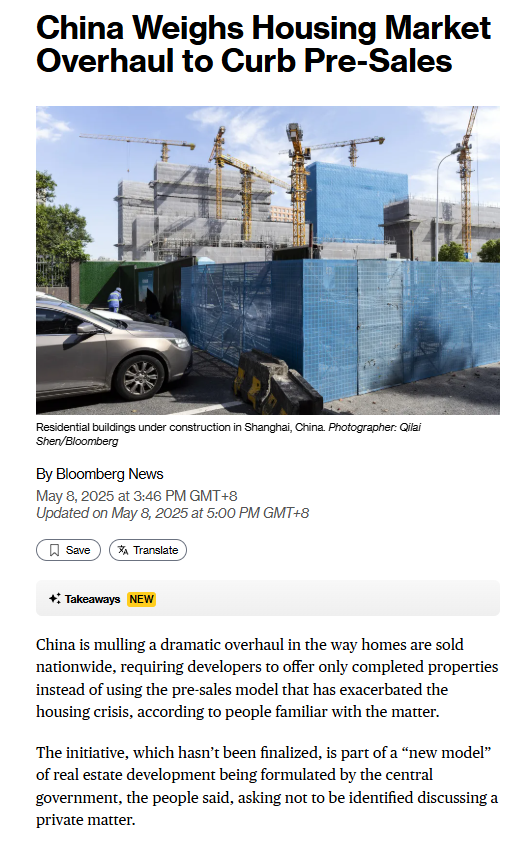 China Weighs Housing Market
Overhaul to Curb Pre-Sales
Residential buildings under construction in Shanghai, China. Photographer: Qilai
Shen/Bloomberg
By Bloomberg News
May 8, 2025 at 3:46 PM GMT+8
Updated on May 8, 2025 at 5:00 PM GMT+8
Save
Translate
Takeaways NEW
China is mulling a dramatic overhaul in the way homes are sold
nationwide, requiring developers to offer only completed properties
instead of using the pre-sales model that has exacerbated the
housing crisis, according to people familiar with the matter.
The initiative, which hasn’t been finalized, is part of a “new model”
of real estate development being formulated by the central
government, the people said, asking not to be identified discussing a
private matter.